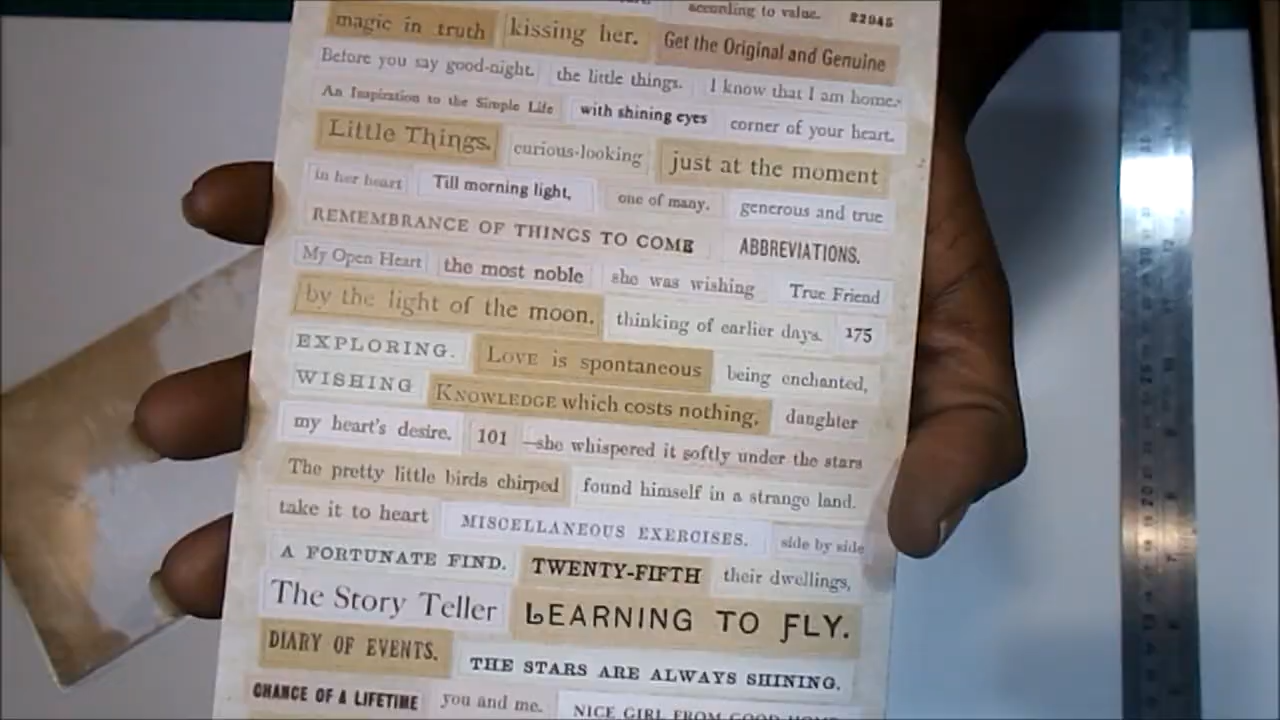 according to value. 22945
magic in truth kissing her. Get the Original and Genuine
Before you say good-night. the little things. I know that I am home.
An Inspiration to the Simple Life with shining eyes corner of your heart.
Little Things. curious-looking just at the moment
in her heart Till morning light, one of many. generous and true
REMEMBRANCE OF THINGS TO COME ABBREVIATIONS.
My Open Heart the most noble she was wishing True Friend
by the light of the moon. thinking of earlier days. 175
EXPLORING. LOVE is spontaneous being enchanted,
WISHING KNOWLEDGE which costs nothing, daughter
my heart's desire. 101 —she whispered it softly under the stars
The pretty little birds chirped found himself in a strange land.
take it to heart MISCELLANEOUS EXERCISES. side by side
A FORTUNATE FIND. TWENTY-FIFTH their dwellings,
The Story Teller LEARNING TO FLY.
DIARY OF EVENTS. THE STARS ARE ALWAYS SHINING.
CHANCE OF A LIFETIME you and me. NICE GIRL FROM GOOD HOME